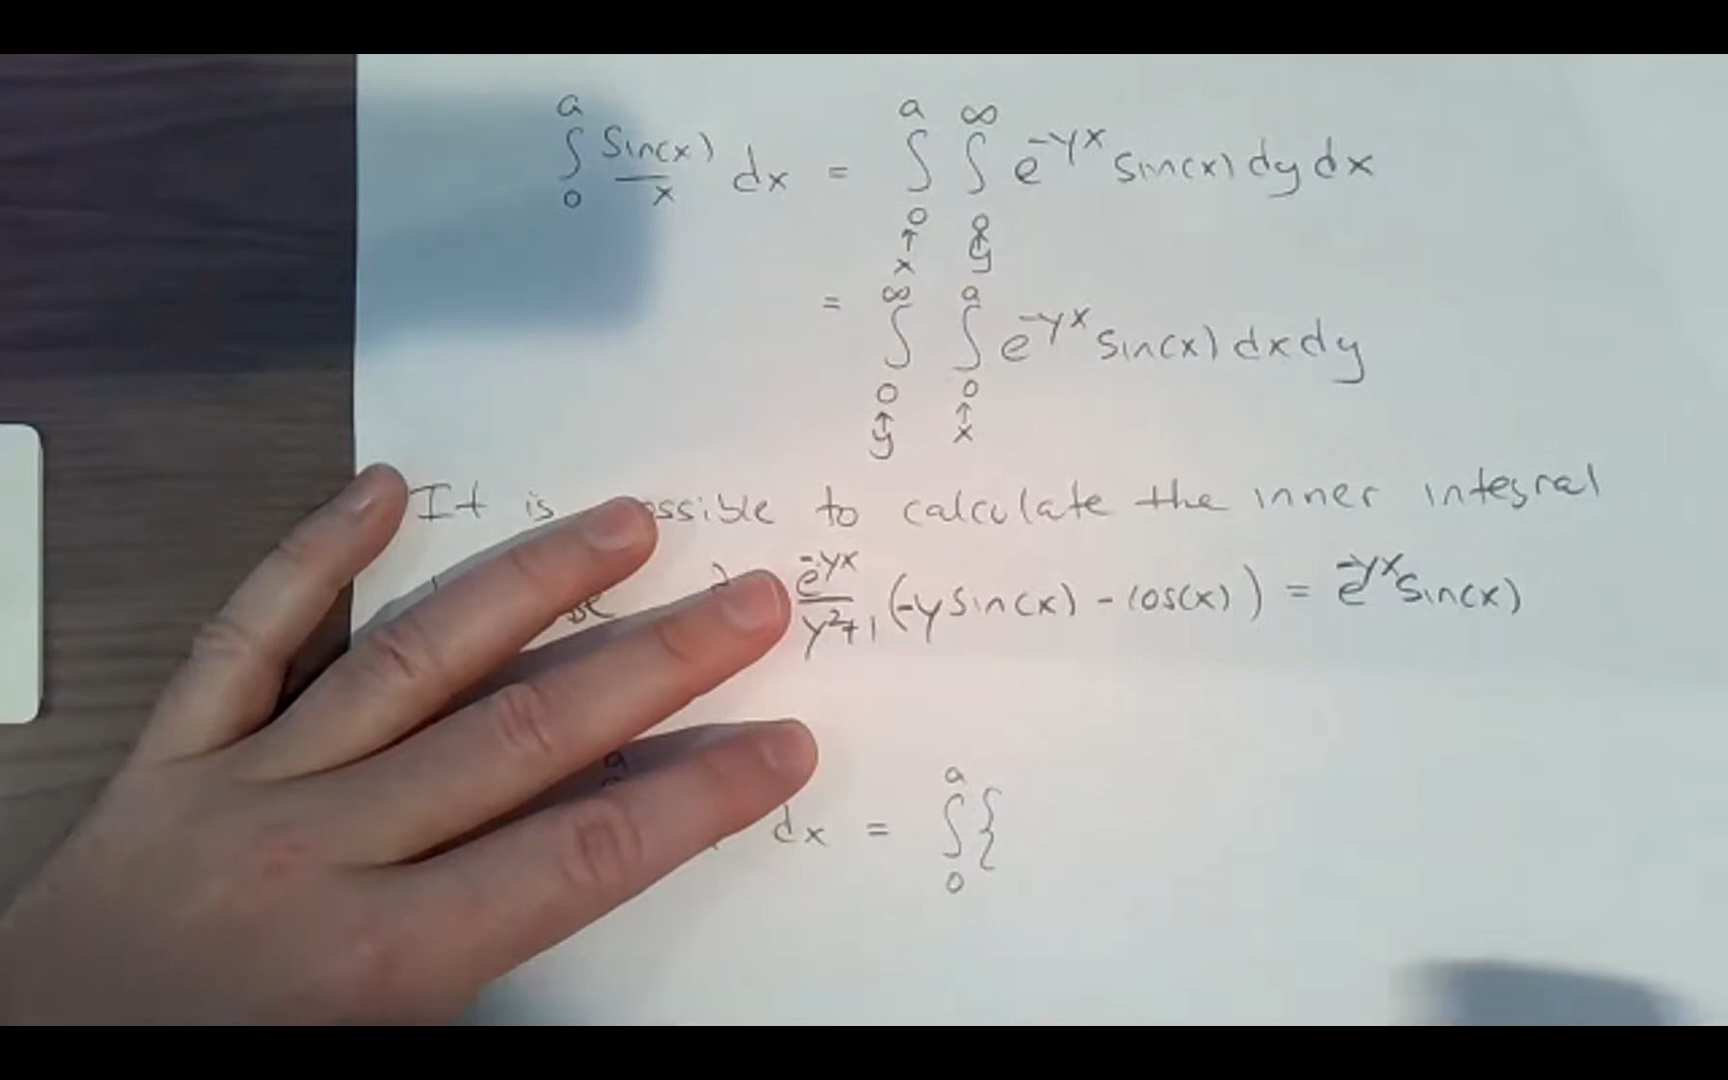 ∫₀ᵃ sin(x)/x dx = ∫₀ᵃ ∫₀^∞ e^(-yx) sin(x) dy dx
↑ ↑
x y
= ∫₀^∞ ∫₀ᵃ e^(-yx) sin(x) dx dy
↑ ↑
y x
It is to calculate the inner integral
e^(-yx)/(y²+1) (-y sin(x) - cos(x)) = e^(-yx) sin(x)
dx = ∫₀ᵃ {